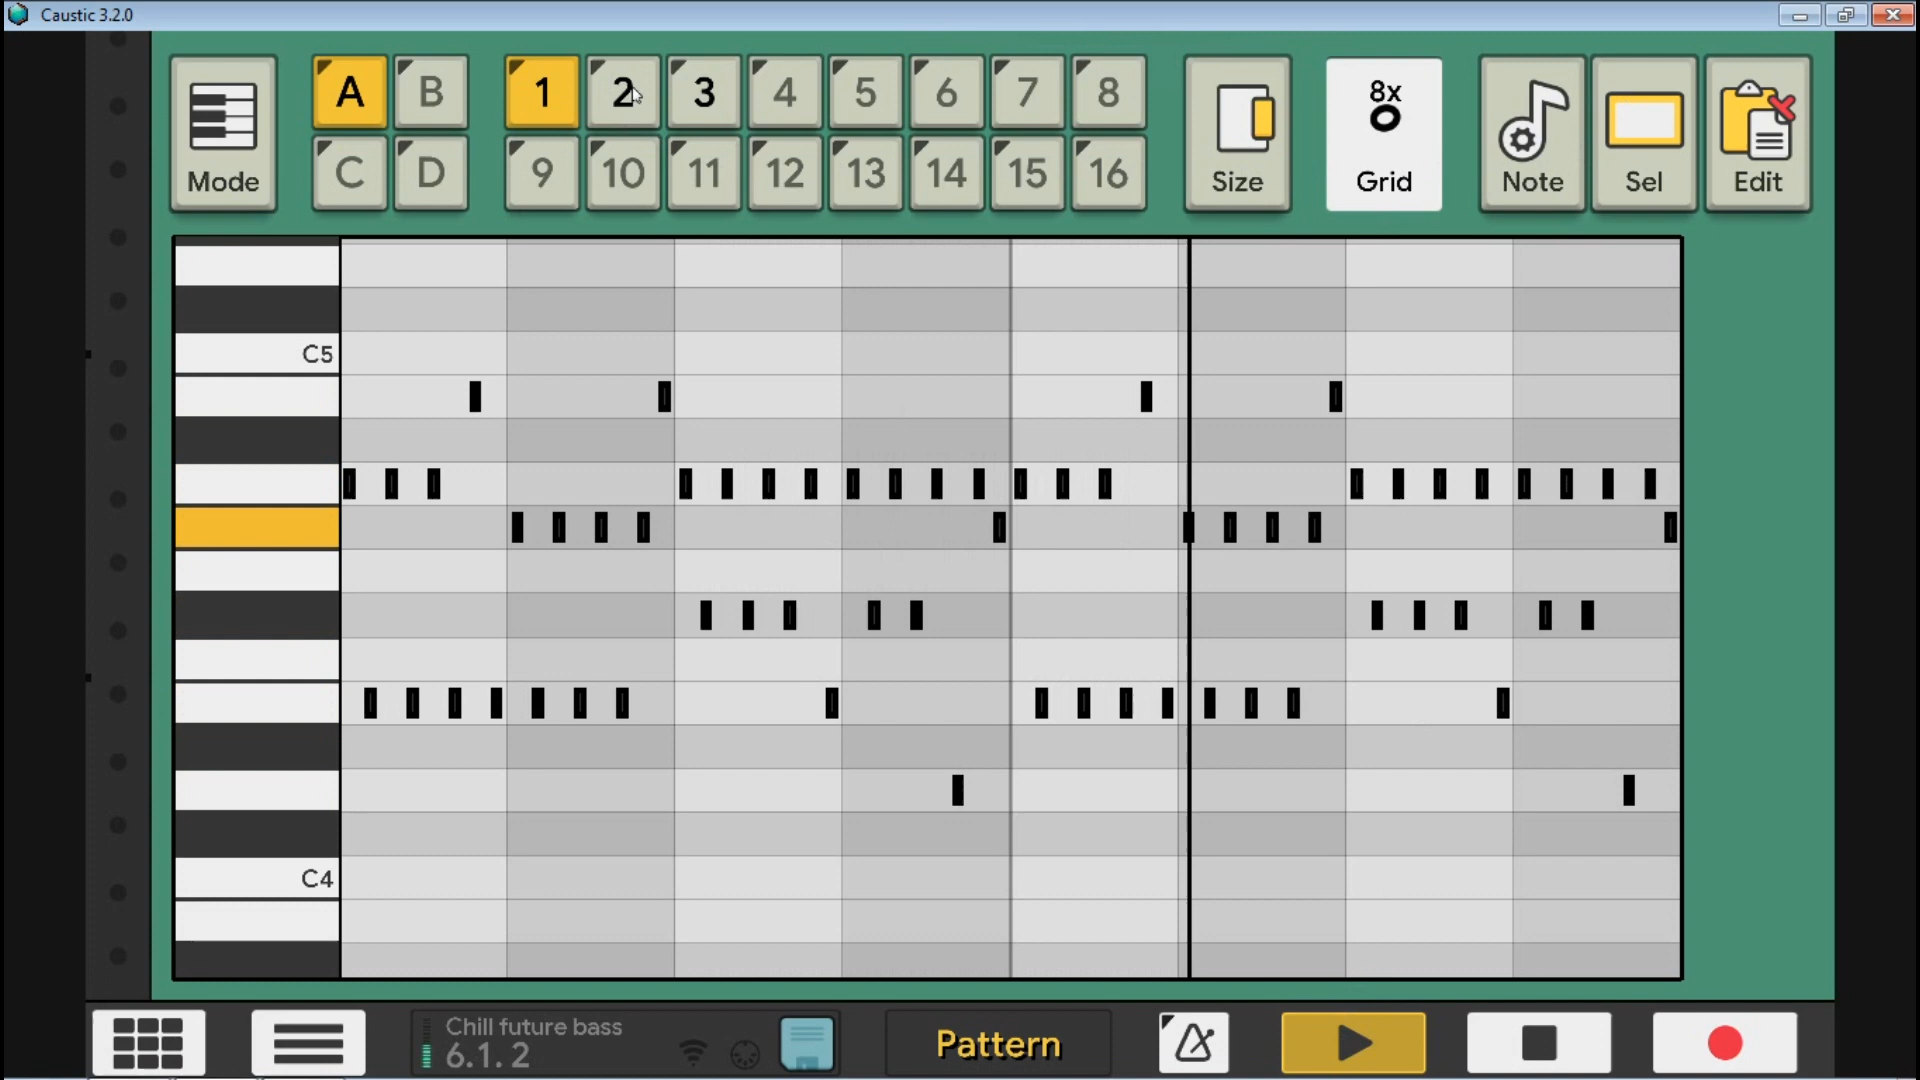 Caustic 3.2.0
Mode
A B
C D
1 2 3 4 5 6 7 8
9 10 11 12 13 14 15 16
Size
8x
Grid
Note
Sel
Edit
C5
C4
Chill future bass
6.1.2
Pattern